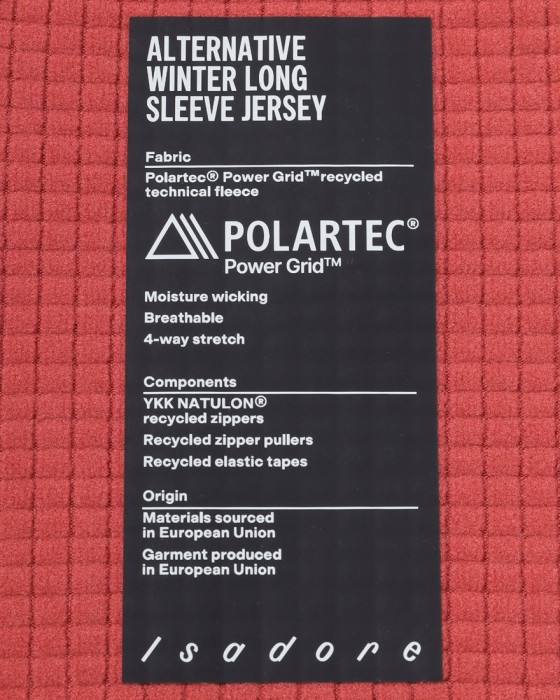 ALTERNATIVE
WINTER LONG
SLEEVE JERSEY
Fabric
Polartec® Power Grid™ recycled
technical fleece
POLARTEC®
Power Grid™
Moisture wicking
Breathable
4-way stretch
Components
YKK NATULON®
recycled zippers
Recycled zipper pullers
Recycled elastic tapes
Origin
Materials sourced
in European Union
Garment produced
in European Union
Isadore